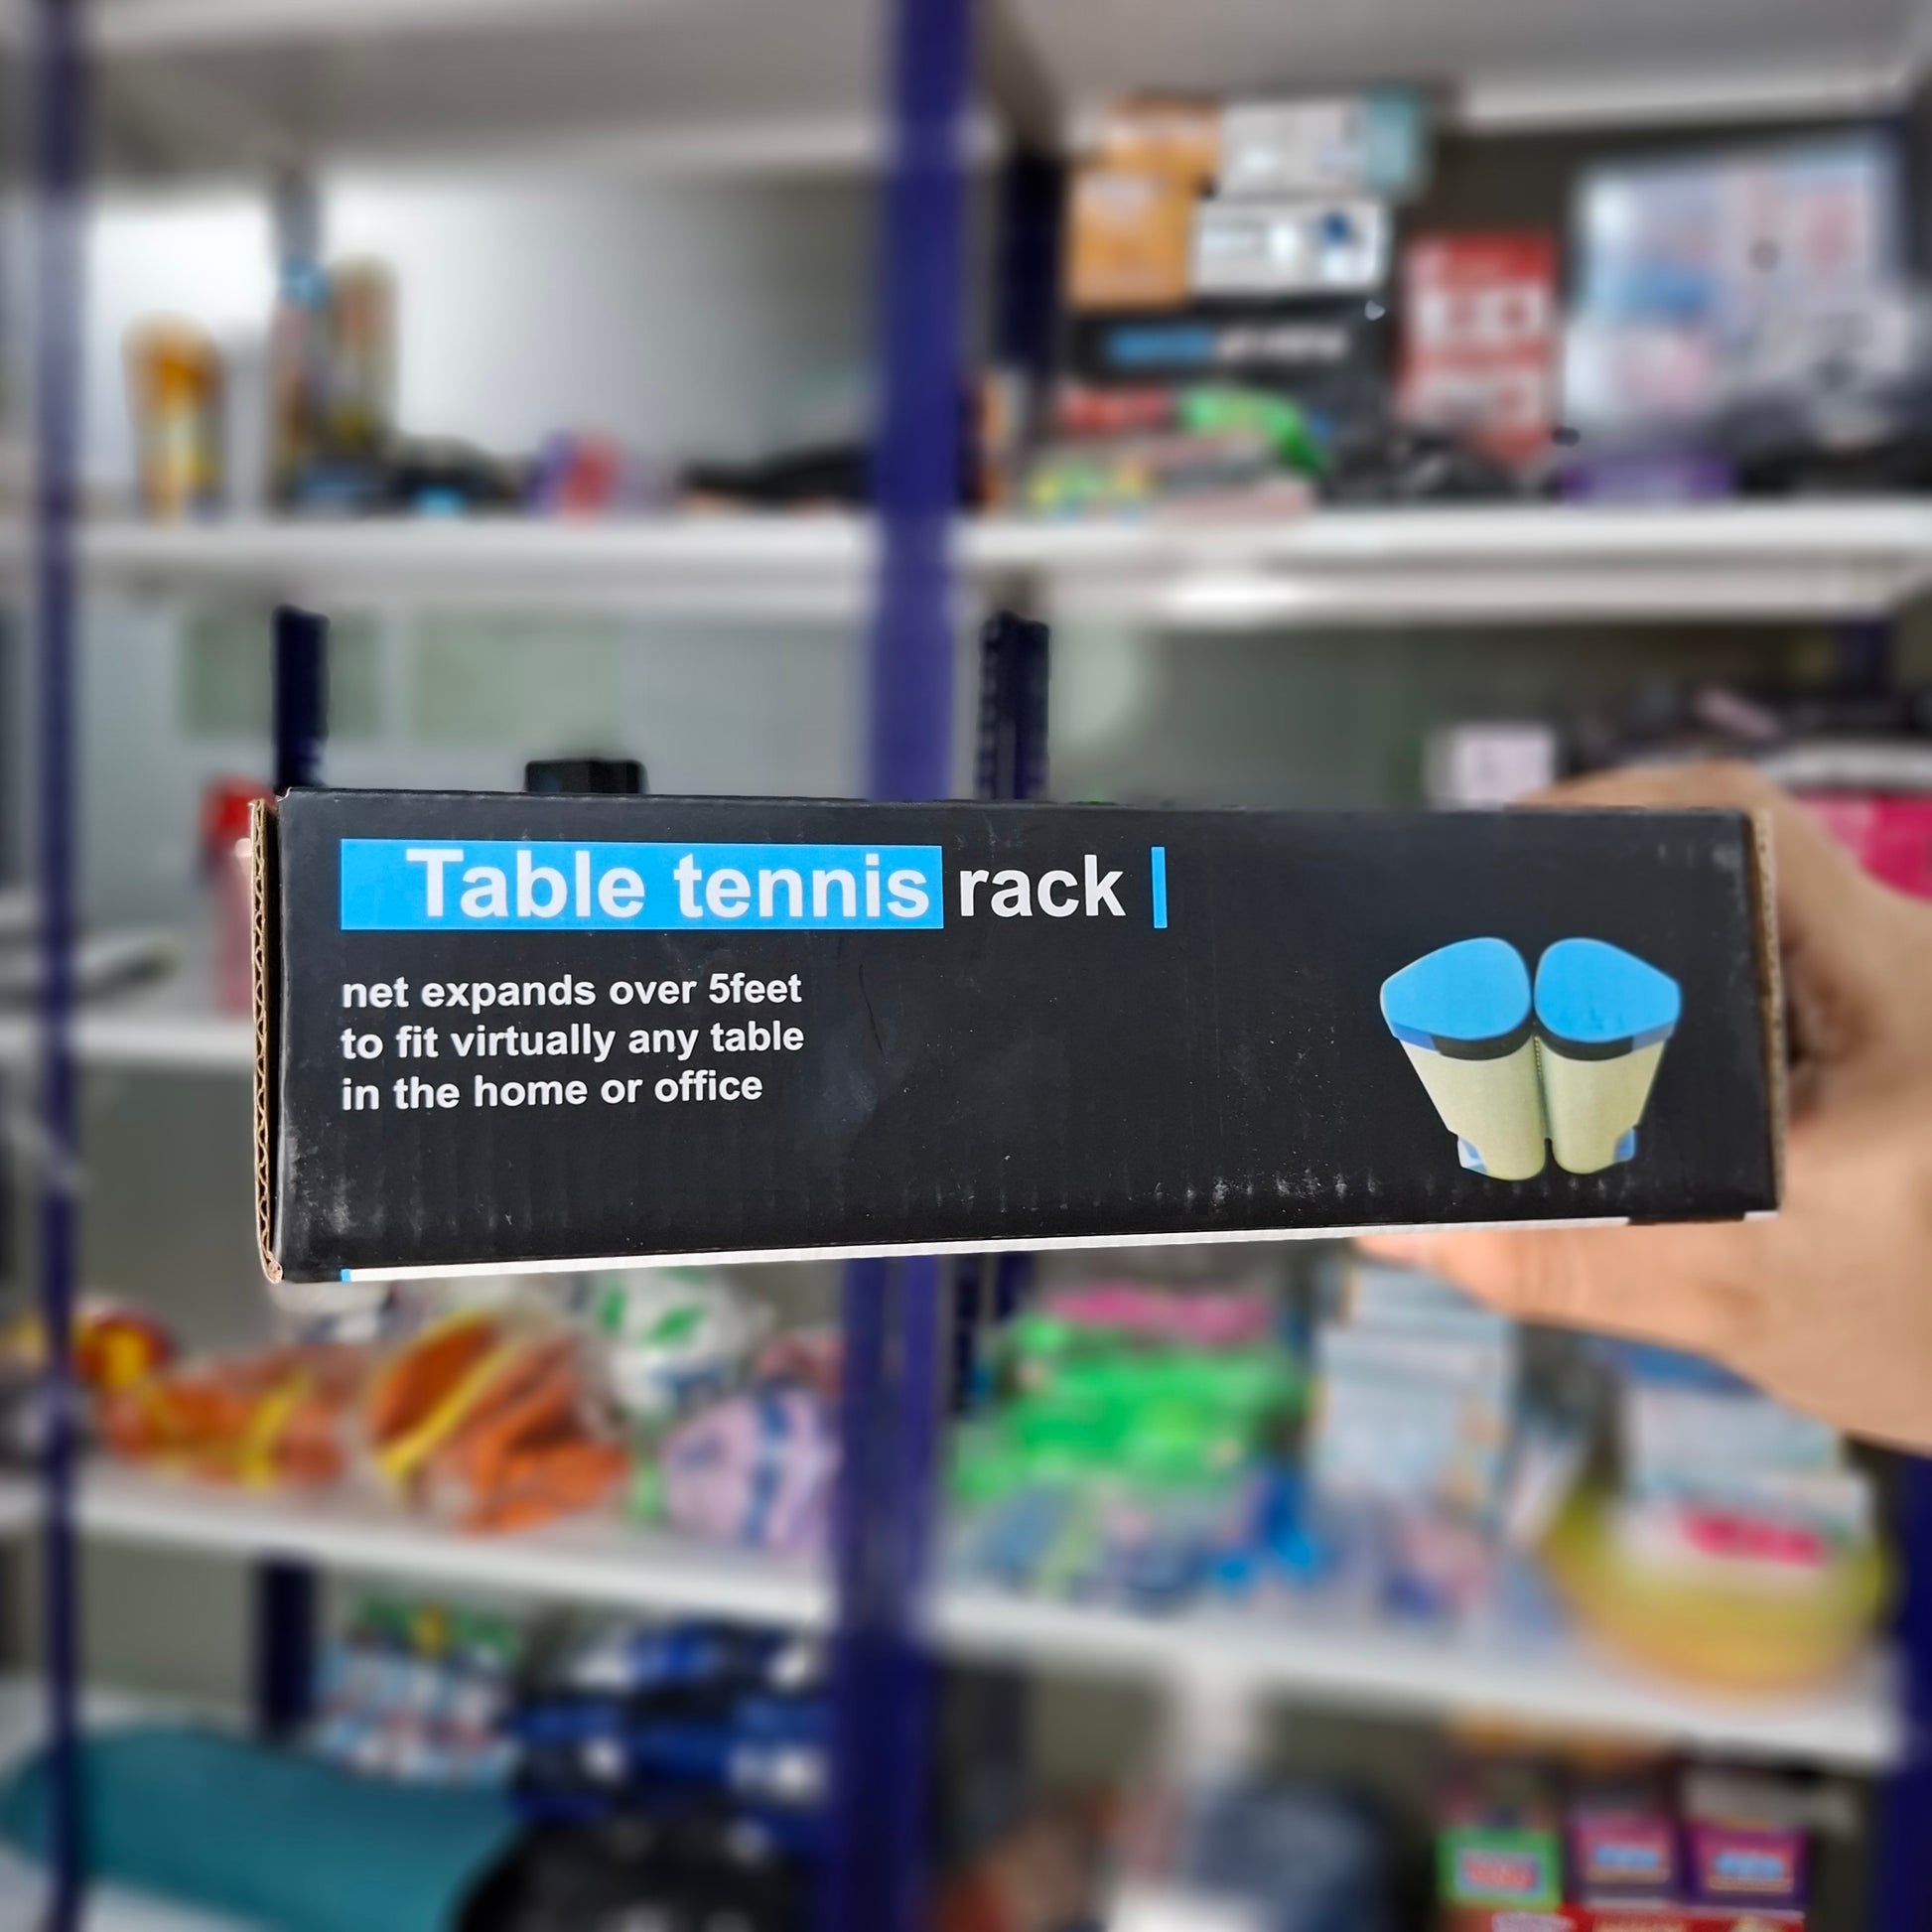 Table tennis rack
net expands over 5feet
to fit virtually any table
in the home or office